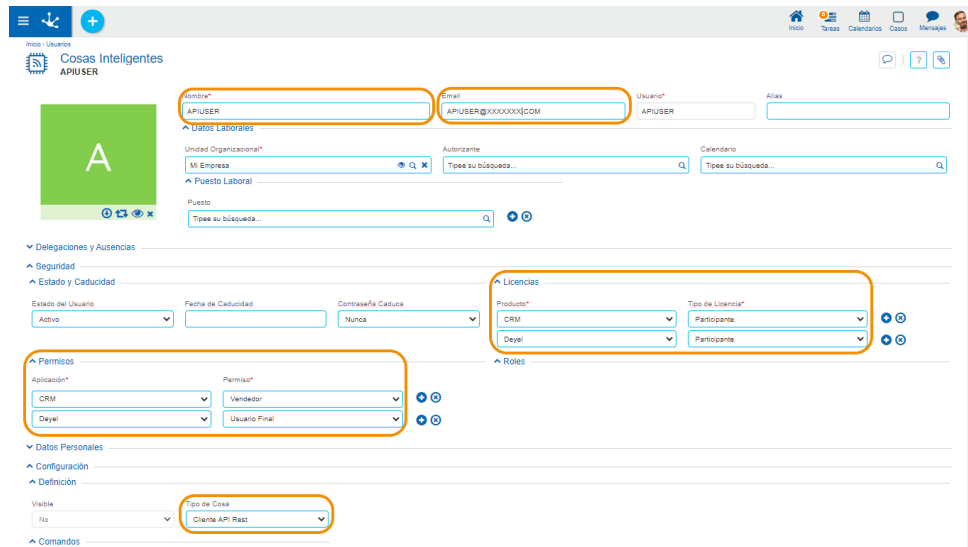 Inicio
Tareas
Calendarios
Casos
Mensajes
Inicio › Usuarios
Cosas Inteligentes
APIUSER
?
Nombre*
Email
Usuario*
Alias
APIUSER
APIUSER@XXXXXXX.COM
APIUSER
A
Datos Laborales
Unidad Organizacional*
Autorizante
Calendario
Mi Empresa
Tipee su búsqueda...
Tipee su búsqueda...
Puesto Laboral
Puesto
Tipee su búsqueda...
Delegaciones y Ausencias
Seguridad
Estado y Caducidad
Licencias
Estado del Usuario
Fecha de Caducidad
Contraseña Caduca
Producto*
Tipo de Licencia*
Activo
Nunca
CRM
Participante
Deyel
Participante
Permisos
Roles
Aplicación*
Permiso*
CRM
Vendedor
Deyel
Usuario Final
Datos Personales
Configuración
Definición
Visible
Tipo de Cosa
No
Cliente API Rest
Comandos